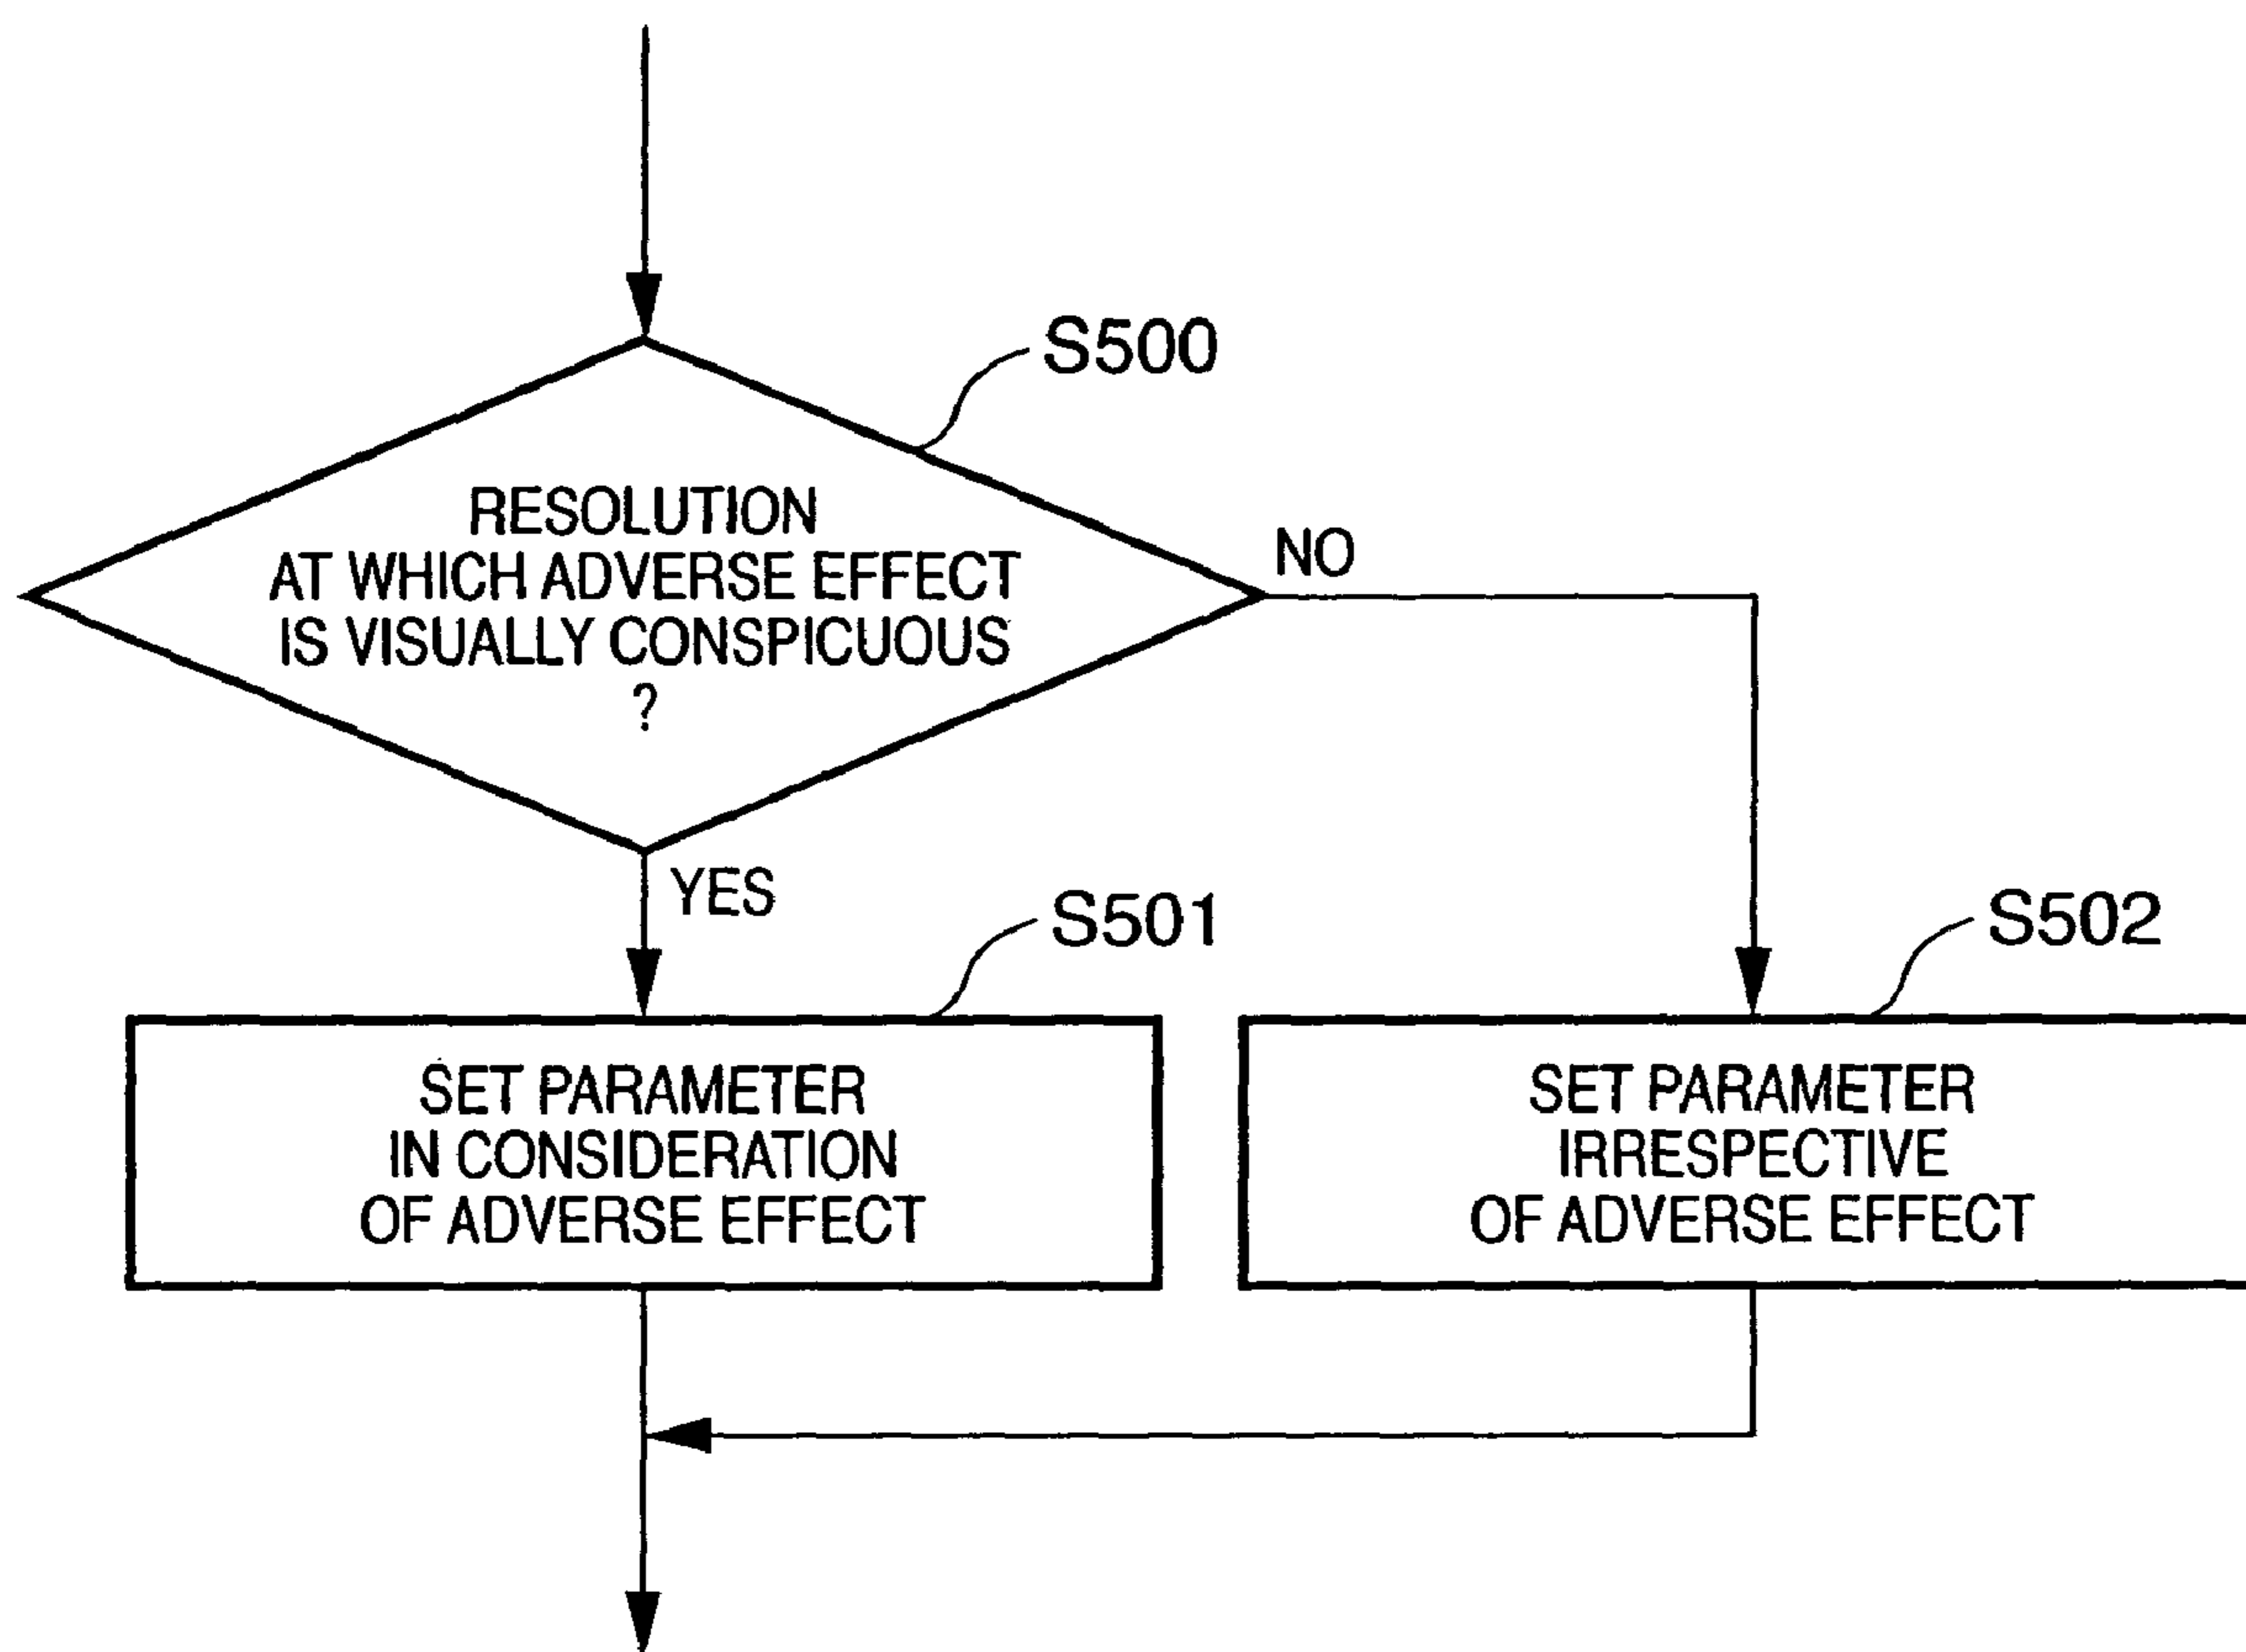 S500
RESOLUTION
AT WHICH ADVERSE EFFECT
IS VISUALLY CONSPICUOUS
?
NO
YES
S501
SET PARAMETER
IN CONSIDERATION
OF ADVERSE EFFECT
S502
SET PARAMETER
IRRESPECTIVE
OF ADVERSE EFFECT